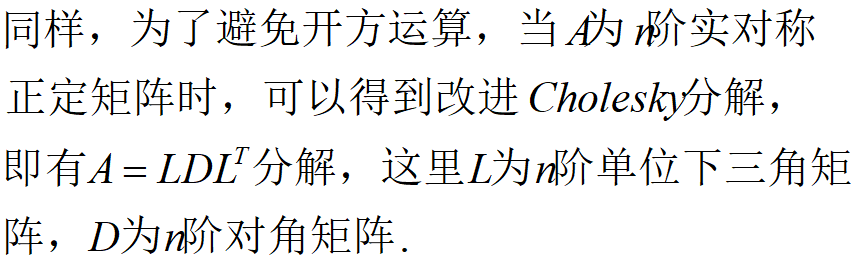 同样，为了避免开方运算，当A为n阶实对称
正定矩阵时，可以得到改进Cholesky分解，
即有A = LDL^T分解，这里L为n阶单位下三角矩
阵，D为n阶对角矩阵.